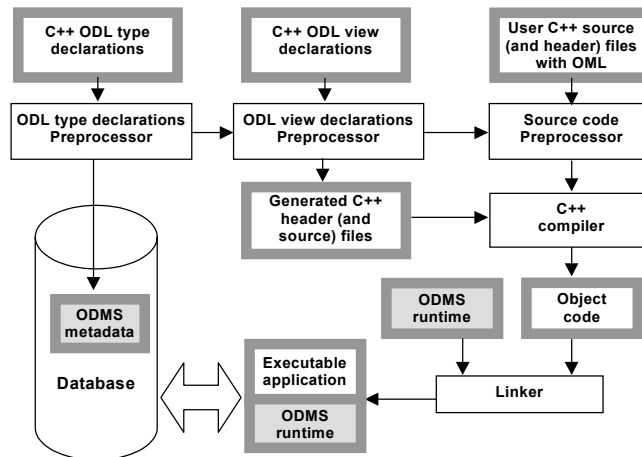 C++ ODL type
declarations
C++ ODL view
declarations
User C++ source
(and header) files
with OML
ODL type declarations
Preprocessor
ODL view declarations
Preprocessor
Source code
Preprocessor
Generated C++
header (and
source) files
C++
compiler
ODMS
metadata
Database
ODMS
runtime
Object
code
Executable
application
ODMS
runtime
Linker